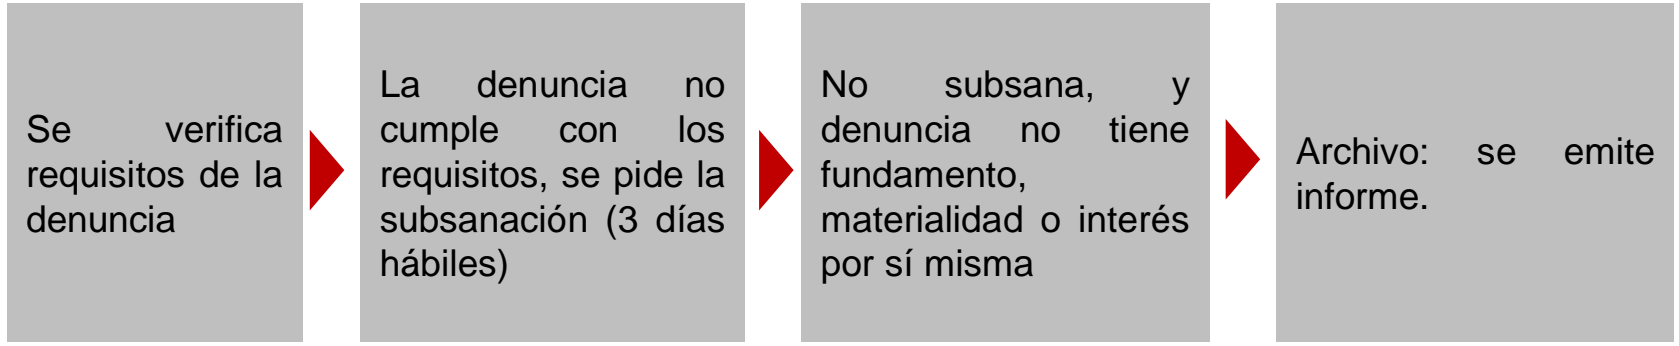 Se verifica
requisitos de la
denuncia
La denuncia no
cumple con los
requisitos, se pide la
subsanación (3 días
hábiles)
No subsana, y
denuncia no tiene
fundamento,
materialidad o interés
por sí misma
Archivo: se emite
informe.